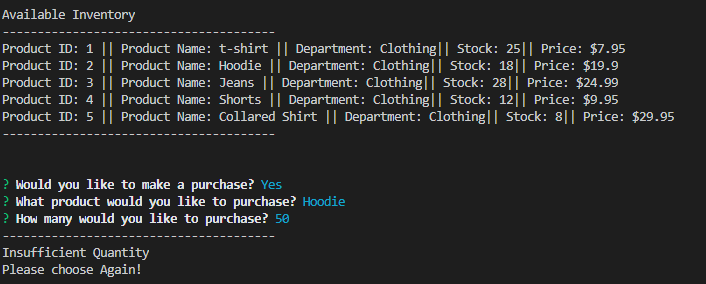 Available Inventory
---------------------------------------
Product ID: 1 || Product Name: t-shirt || Department: Clothing|| Stock: 25|| Price: $7.95
Product ID: 2 || Product Name: Hoodie || Department: Clothing|| Stock: 18|| Price: $19.9
Product ID: 3 || Product Name: Jeans || Department: Clothing|| Stock: 28|| Price: $24.99
Product ID: 4 || Product Name: Shorts || Department: Clothing|| Stock: 12|| Price: $9.95
Product ID: 5 || Product Name: Collared Shirt || Department: Clothing|| Stock: 8|| Price: $29.95
---------------------------------------
? Would you like to make a purchase? Yes
? What product would you like to purchase? Hoodie
? How many would you like to purchase? 50
---------------------------------------
Insufficient Quantity
Please choose Again!